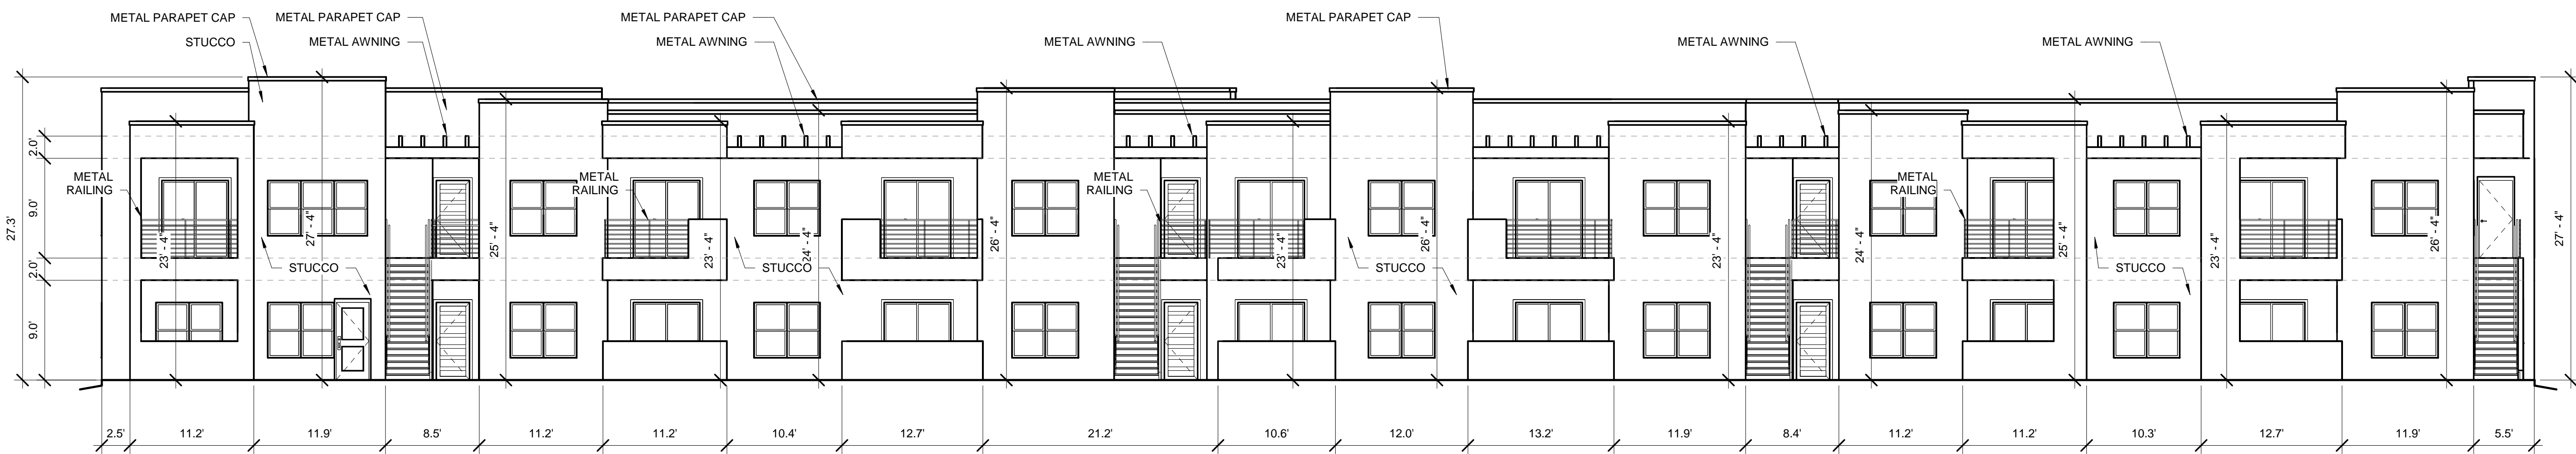 METAL PARAPET CAP
METAL PARAPET CAP
METAL PARAPET CAP
METAL PARAPET CAP
STUCCO
METAL AWNING
METAL AWNING
METAL AWNING
METAL AWNING
METAL AWNING
27.3'
2.0'
9.0'
2.0'
9.0'
METAL
RAILING
METAL
RAILING
METAL
RAILING
METAL
RAILING
23' - 4"
27' - 4"
25' - 4"
23' - 4"
24' - 4"
26' - 4"
23' - 4"
26' - 4"
23' - 4"
24' - 4"
25' - 4"
23' - 4"
26' - 4"
27' - 4"
STUCCO
STUCCO
STUCCO
STUCCO
2.5'
11.2'
11.9'
8.5'
11.2'
11.2'
10.4'
12.7'
21.2'
10.6'
12.0'
13.2'
11.9'
8.4'
11.2'
11.2'
10.3'
12.7'
11.9'
5.5'